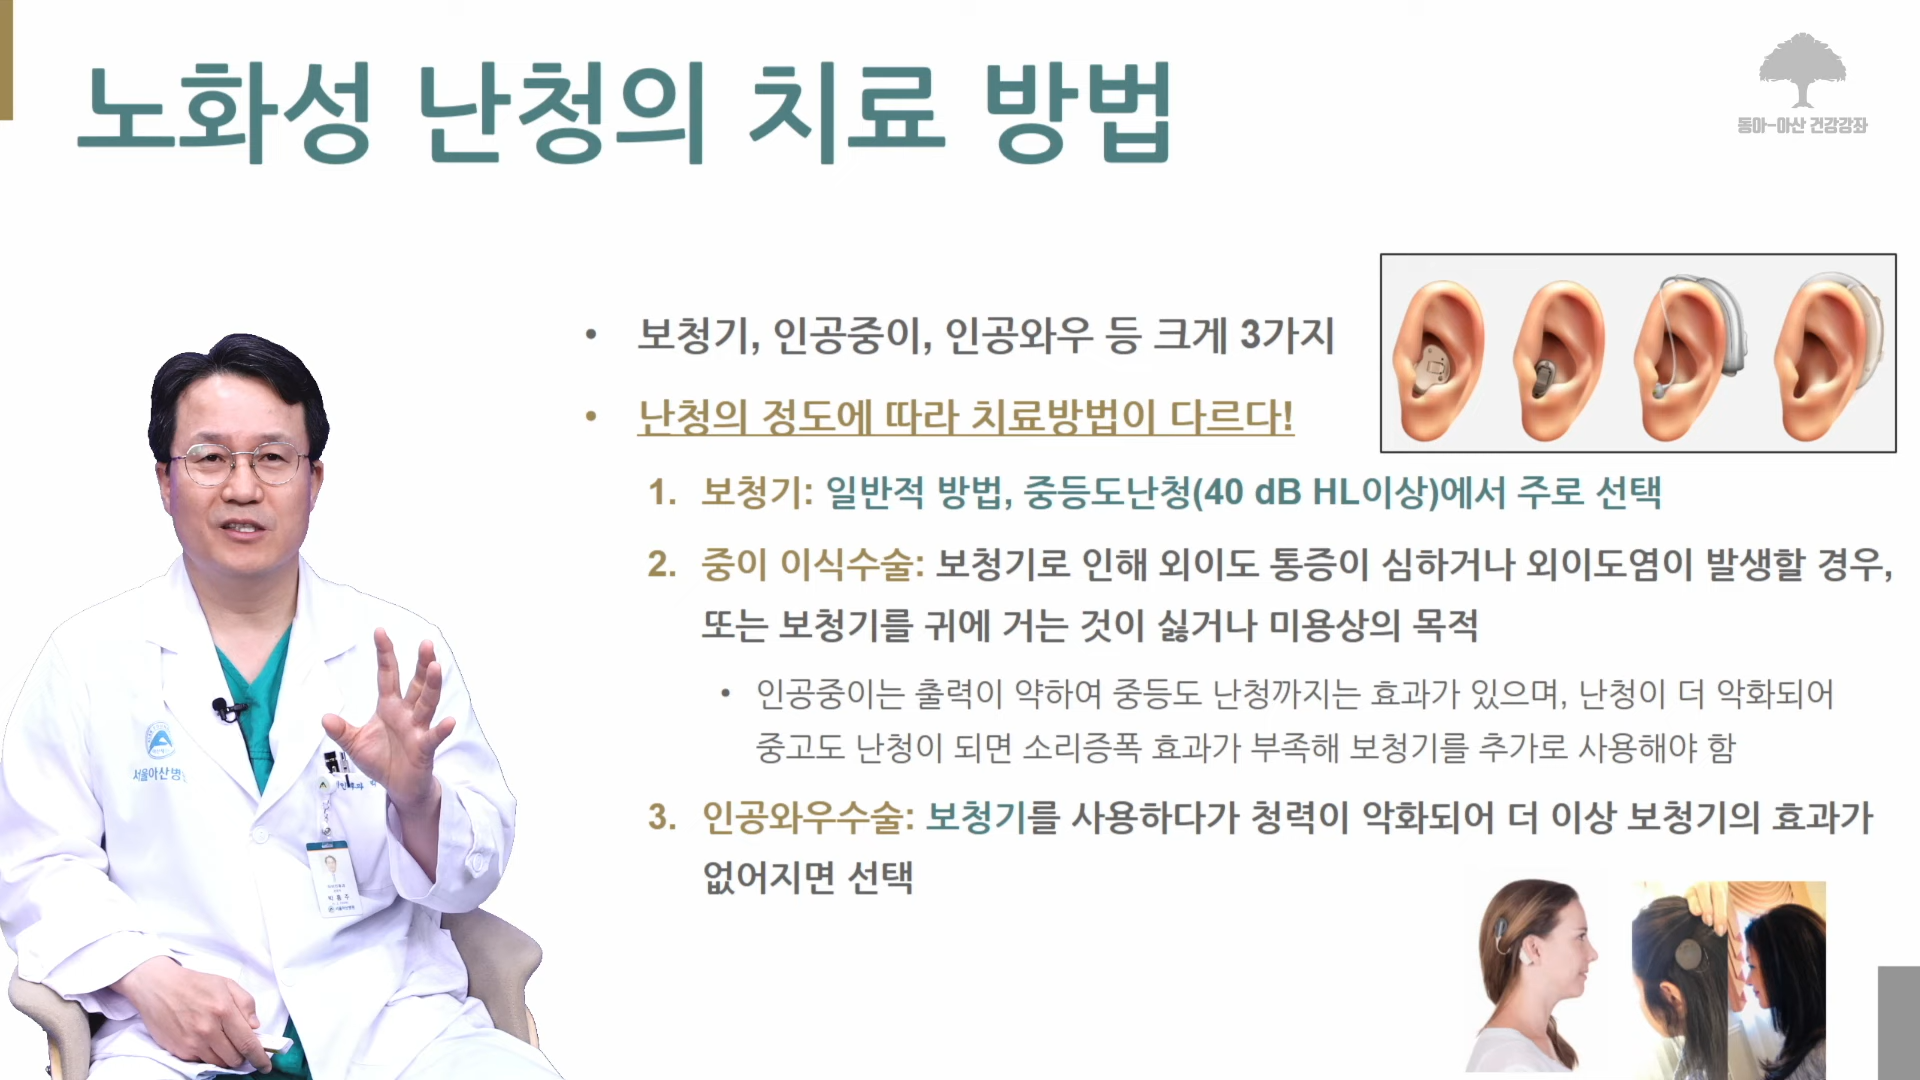 노화성 난청의 치료 방법
동아-아산 건강강좌
• 보청기, 인공중이, 인공와우 등 크게 3가지
• 난청의 정도에 따라 치료방법이 다르다!
1. 보청기: 일반적 방법, 중등도난청(40 dB HL이상)에서 주로 선택
2. 중이 이식수술: 보청기로 인해 외이도 통증이 심하거나 외이도염이 발생할 경우,
또는 보청기를 귀에 거는 것이 싫거나 미용상의 목적
• 인공중이는 출력이 약하여 중등도 난청까지는 효과가 있으며, 난청이 더 악화되어
중고도 난청이 되면 소리증폭 효과가 부족해 보청기를 추가로 사용해야 함
3. 인공와우수술: 보청기를 사용하다가 청력이 악화되어 더 이상 보청기의 효과가
없어지면 선택
서울아산병